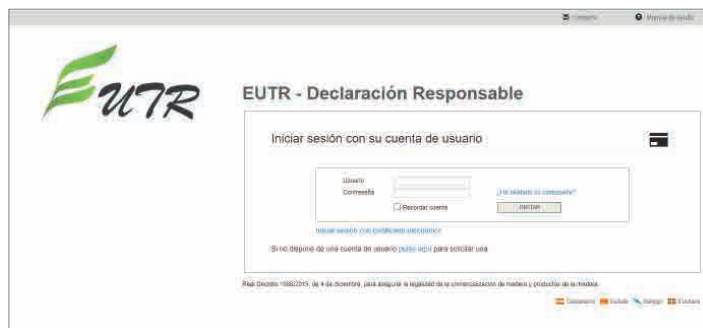 Contacto Manual de ayuda
EUTR
EUTR - Declaración Responsable
Iniciar sesión con su cuenta de usuario
Usuario
Contraseña ¿Ha olvidado su contraseña?
Recordar cuenta INICIAR
Iniciar sesión con certificado electrónico
Si no dispone de una cuenta de usuario pulse aquí para solicitar una
Real Decreto 1088/2015, de 4 de diciembre, para asegurar la legalidad de la comercialización de madera y productos de la madera.
Castellano Català Galego Euskara